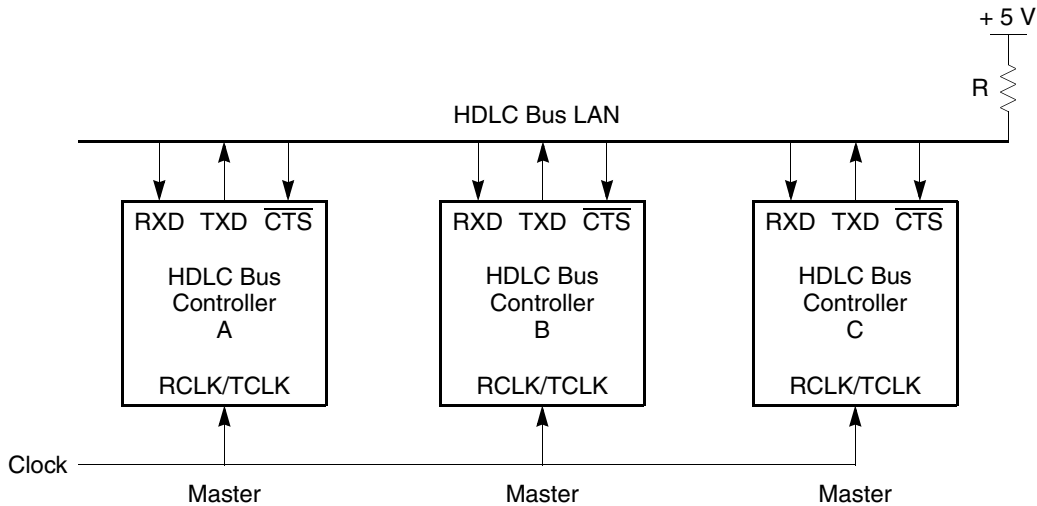 + 5 V
R
HDLC Bus LAN
RXD TXD CTS
HDLC Bus
Controller
A
RCLK/TCLK
RXD TXD CTS
HDLC Bus
Controller
B
RCLK/TCLK
RXD TXD CTS
HDLC Bus
Controller
C
RCLK/TCLK
Clock
Master
Master
Master